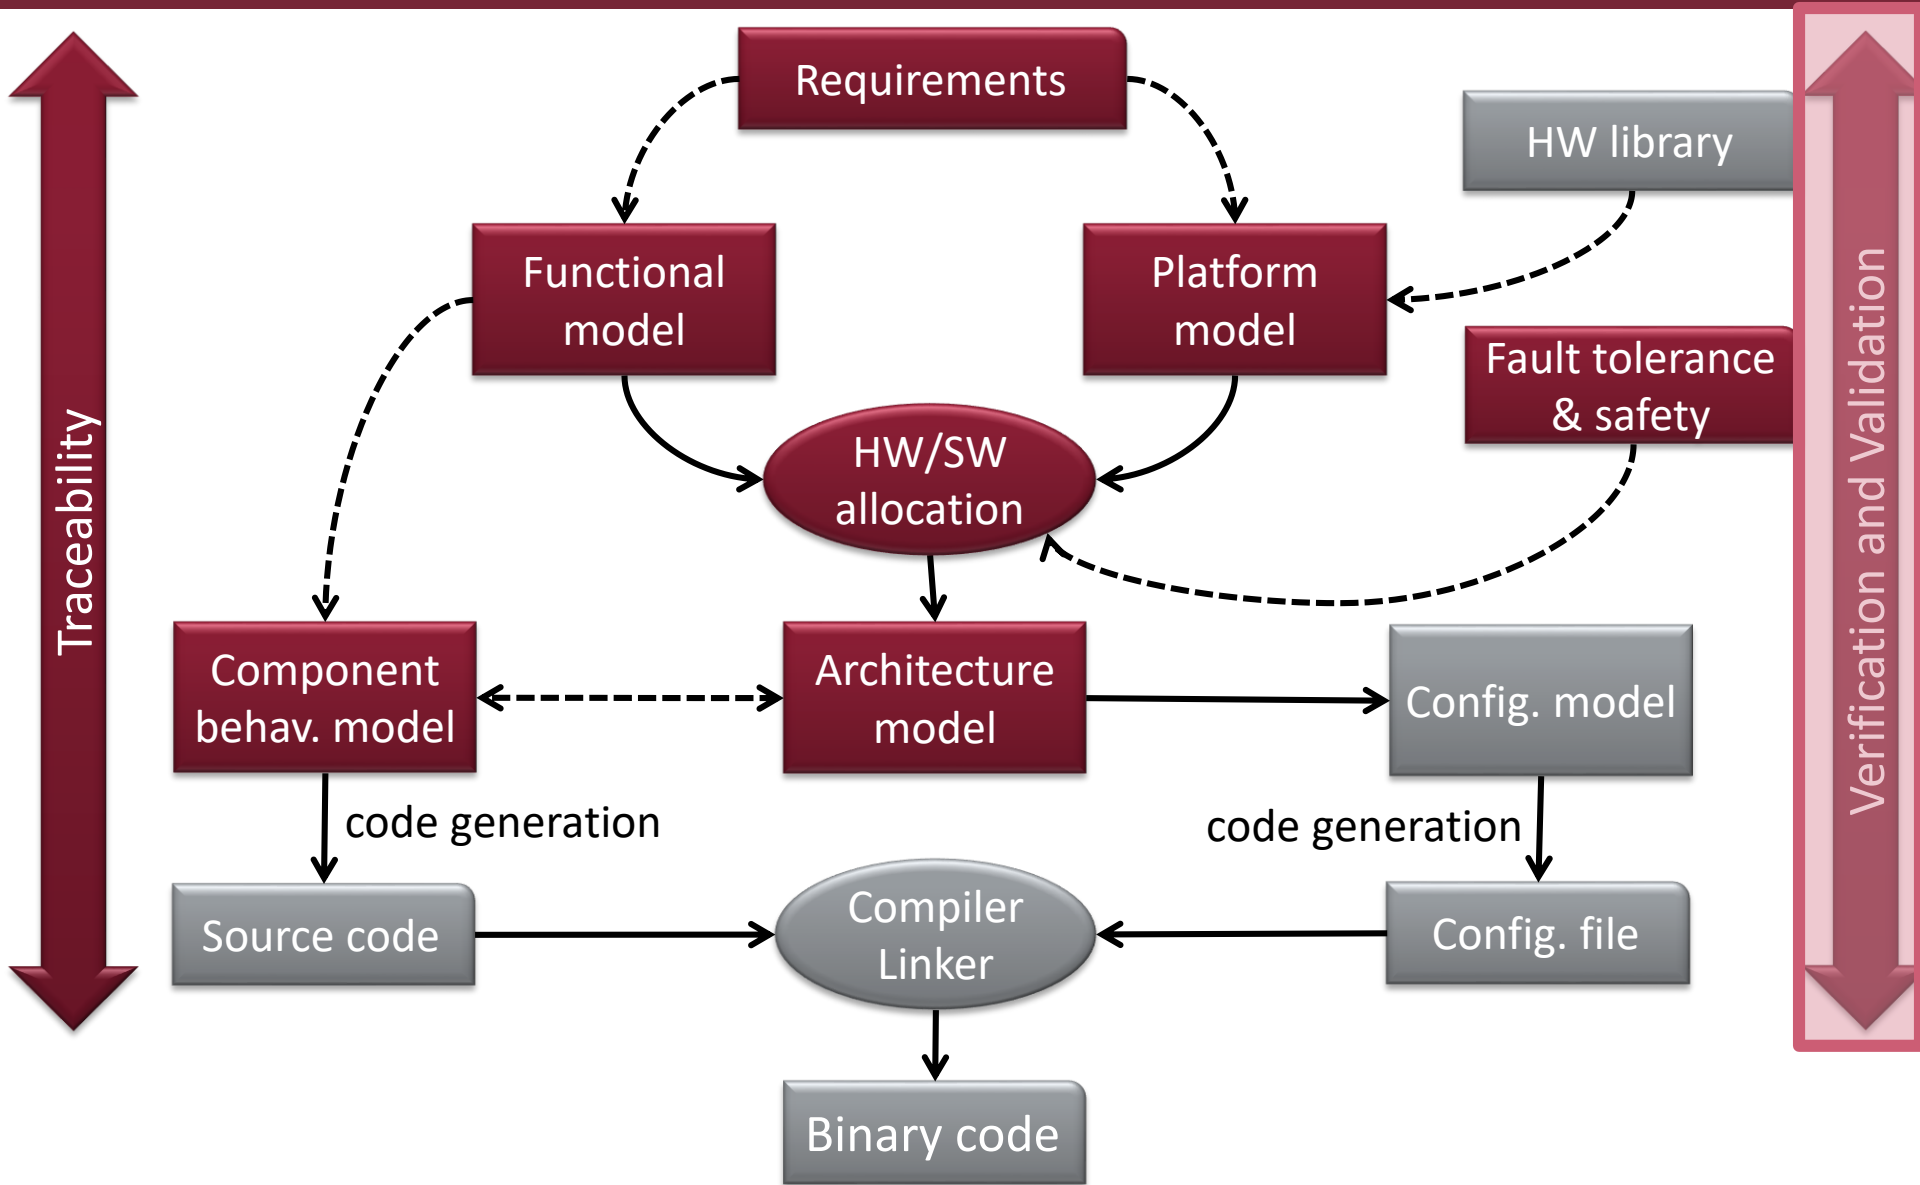 Requirements
HW library
Functional
model
Platform
model
Fault tolerance
& safety
HW/SW
allocation
Traceability
Verification and Validation
Component
behav. model
Architecture
model
Config. model
code generation
code generation
Source code
Compiler
Linker
Config. file
Binary code